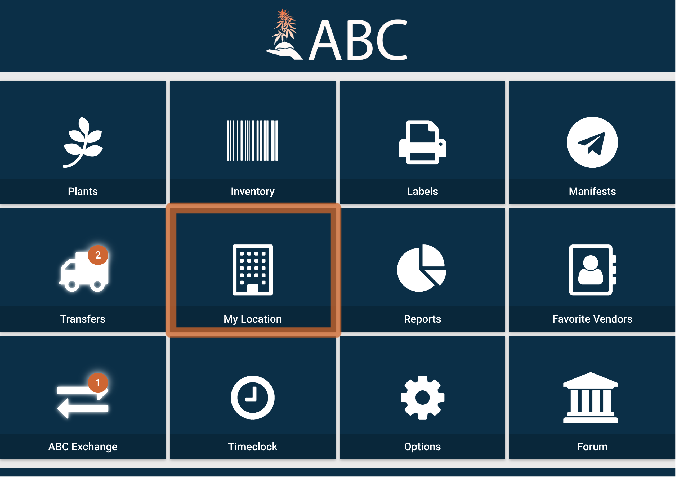 ABC
Plants
Inventory
Labels
Manifests
2
Transfers
My Location
Reports
Favorite Vendors
1
ABC Exchange
Timeclock
Options
Forum